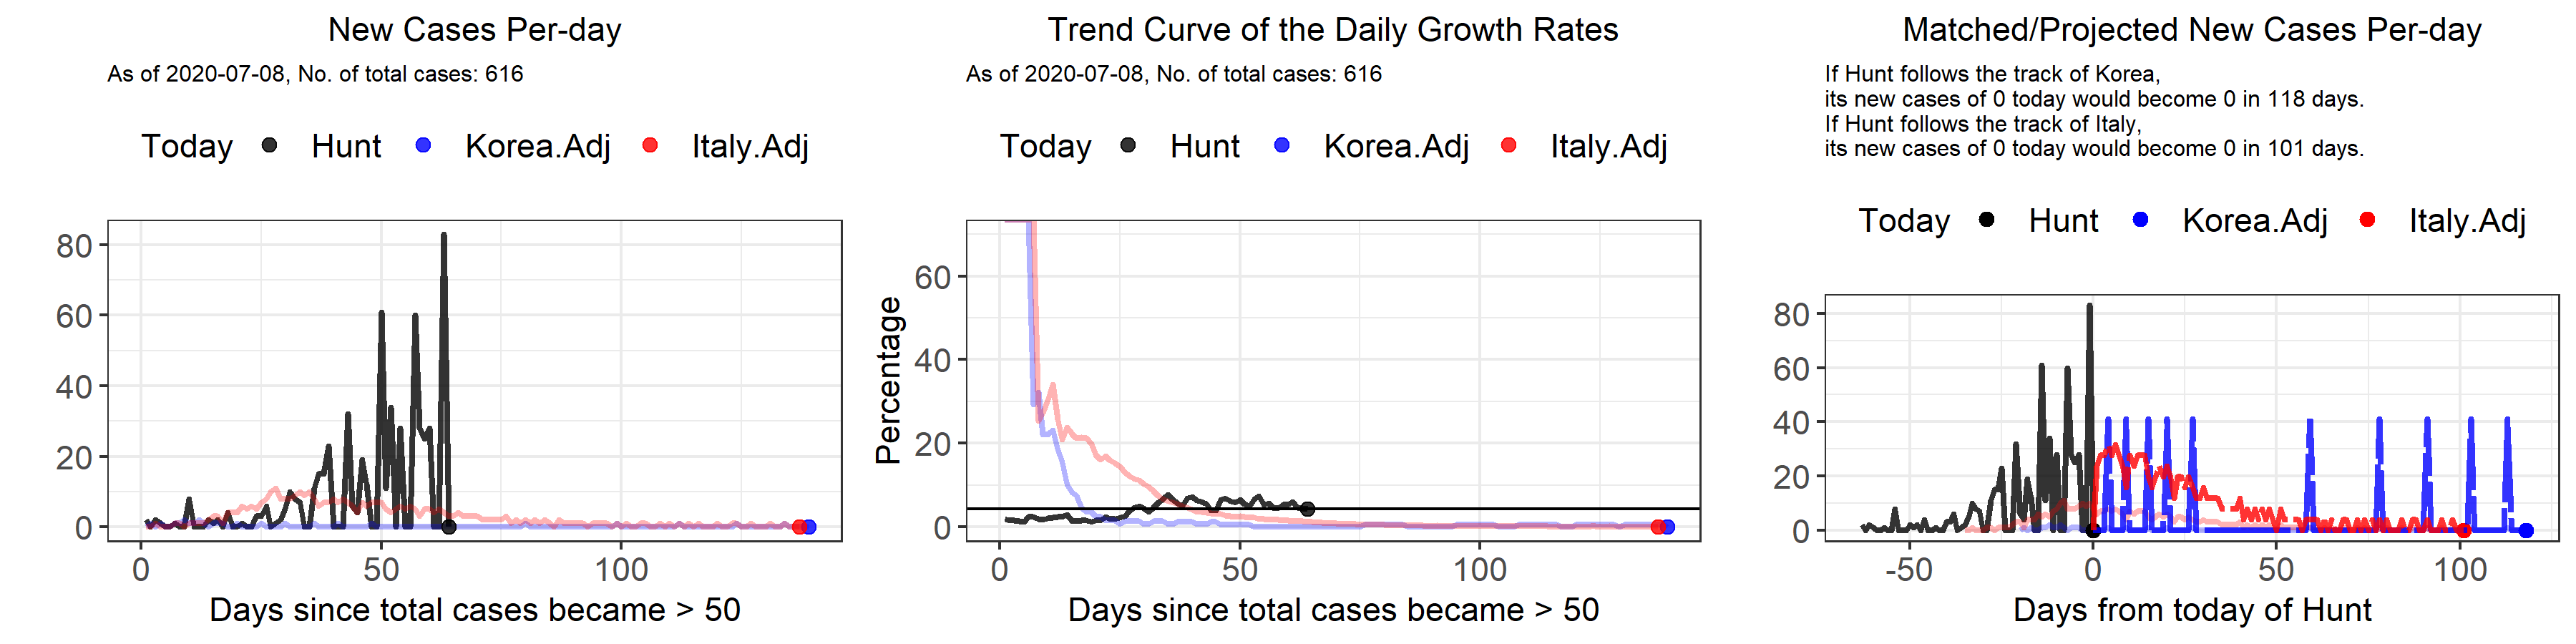 New Cases Per-day
As of 2020-07-08, No. of total cases: 616
Today Hunt Korea.Adj Italy.Adj
80
60
40
20
0
0 50 100
Days since total cases became > 50
Trend Curve of the Daily Growth Rates
As of 2020-07-08, No. of total cases: 616
Today Hunt Korea.Adj Italy.Adj
Percentage
60
40
20
0
0 50 100
Days since total cases became > 50
Matched/Projected New Cases Per-day
If Hunt follows the track of Korea,
its new cases of 0 today would become 0 in 118 days.
If Hunt follows the track of Italy,
its new cases of 0 today would become 0 in 101 days.
Today Hunt Korea.Adj Italy.Adj
80
60
40
20
0
-50 0 50 100
Days from today of Hunt